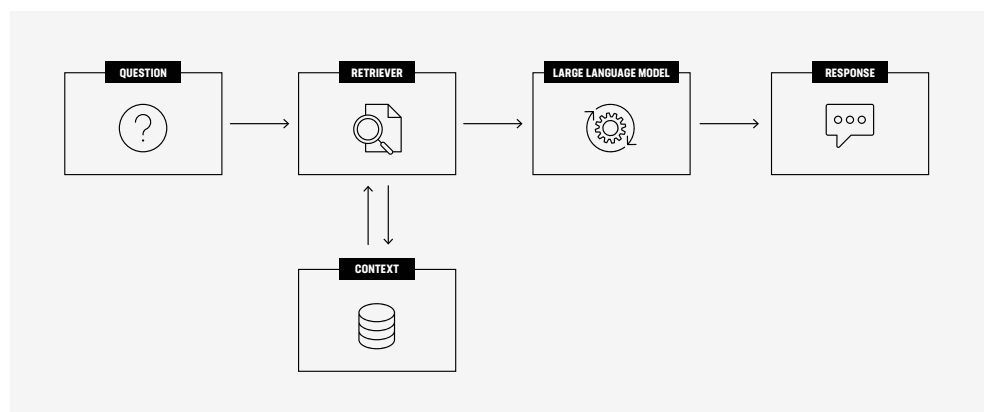 QUESTION
RETRIEVER
LARGE LANGUAGE MODEL
RESPONSE
CONTEXT